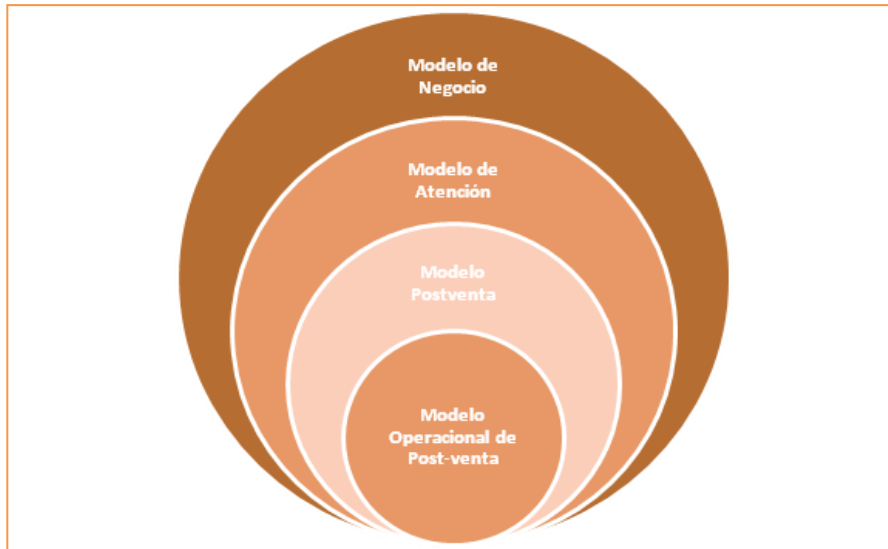 Modelo de
Negocio
Modelo de
Atención
Modelo
Postventa
Modelo
Operacional de
Post-venta